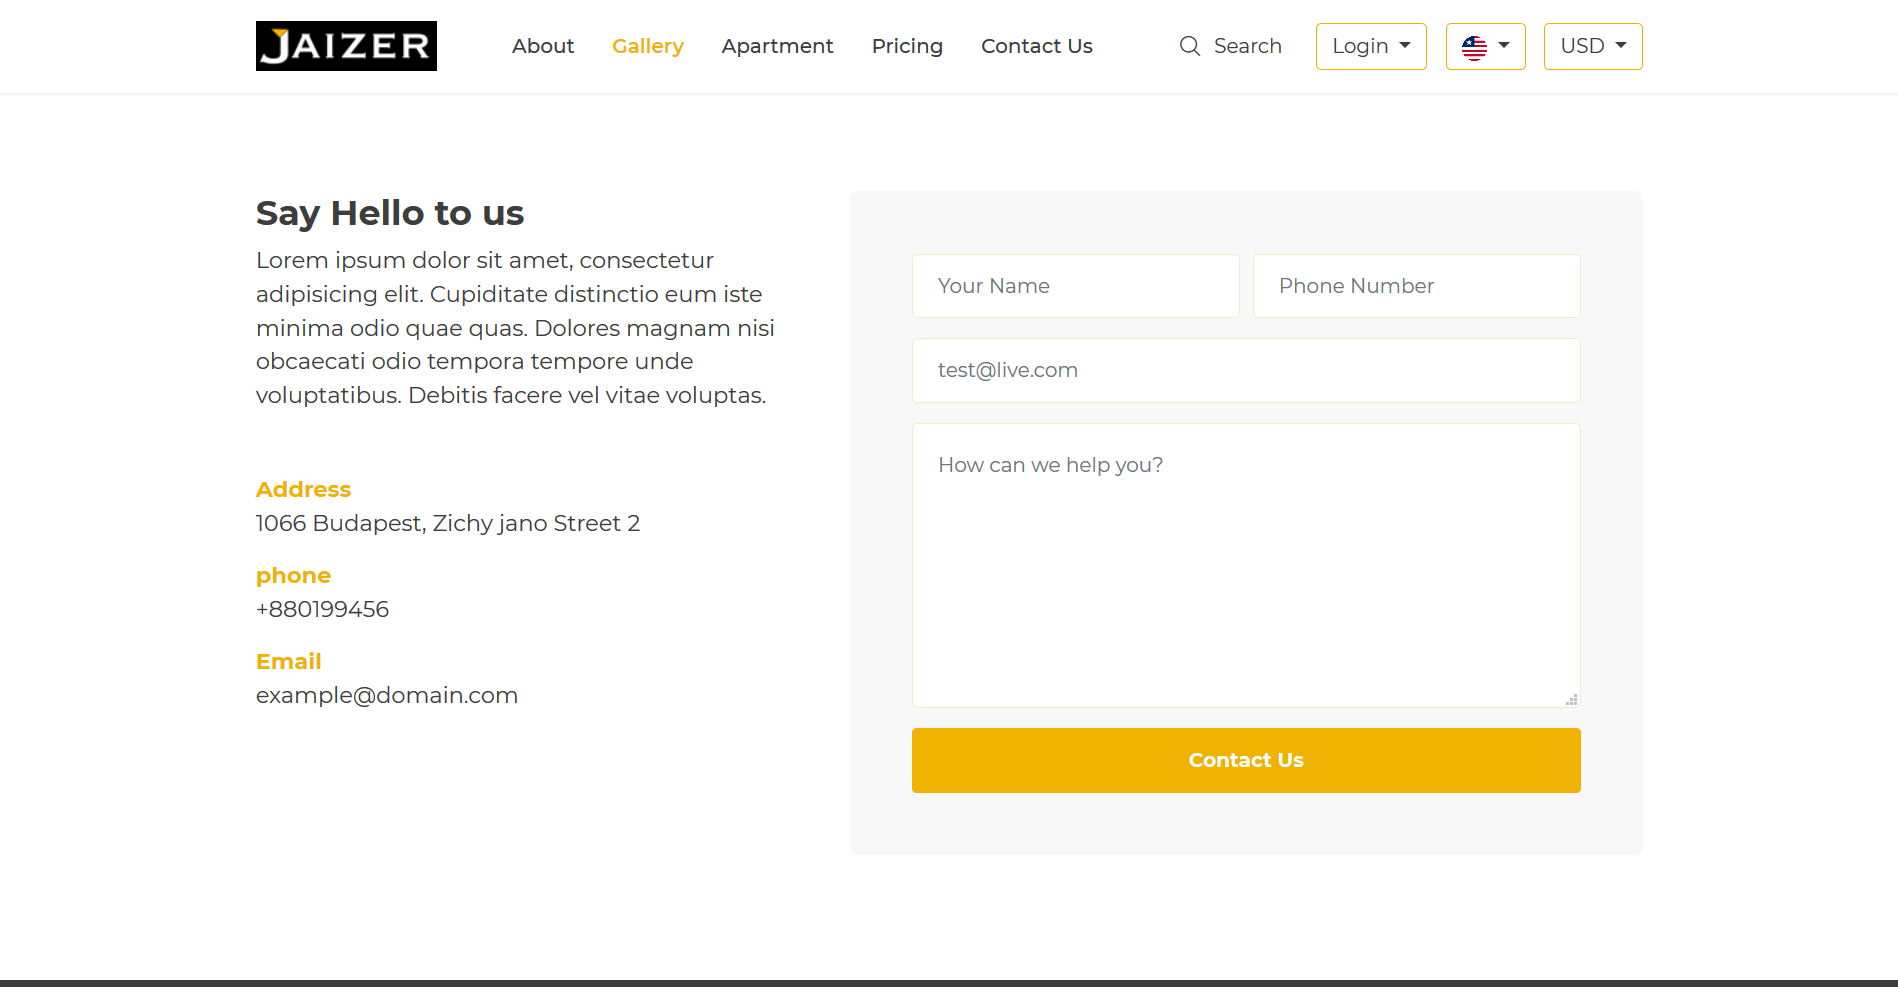 JAIZER
About Gallery Apartment Pricing Contact Us Search Login USD
Say Hello to us
Lorem ipsum dolor sit amet, consectetur
adipisicing elit. Cupiditate distinctio eum iste
minima odio quae quas. Dolores magnam nisi
obcaecati odio tempora tempore unde
voluptatibus. Debitis facere vel vitae voluptas.
Address
1066 Budapest, Zichy jano Street 2
phone
+880199456
Email
example@domain.com
Your Name
Phone Number
test@live.com
How can we help you?
Contact Us